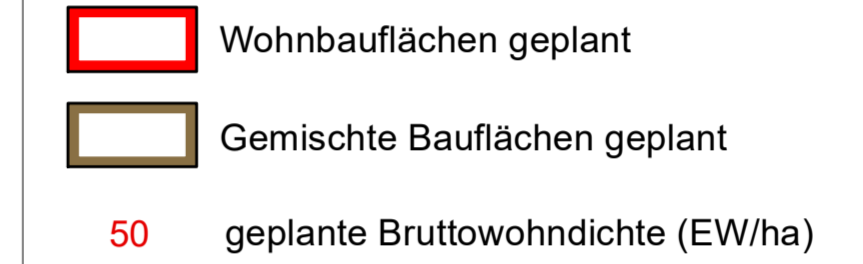 Wohnbauflächen geplant
Gemischte Bauflächen geplant
50 geplante Bruttowohndichte (EW/ha)